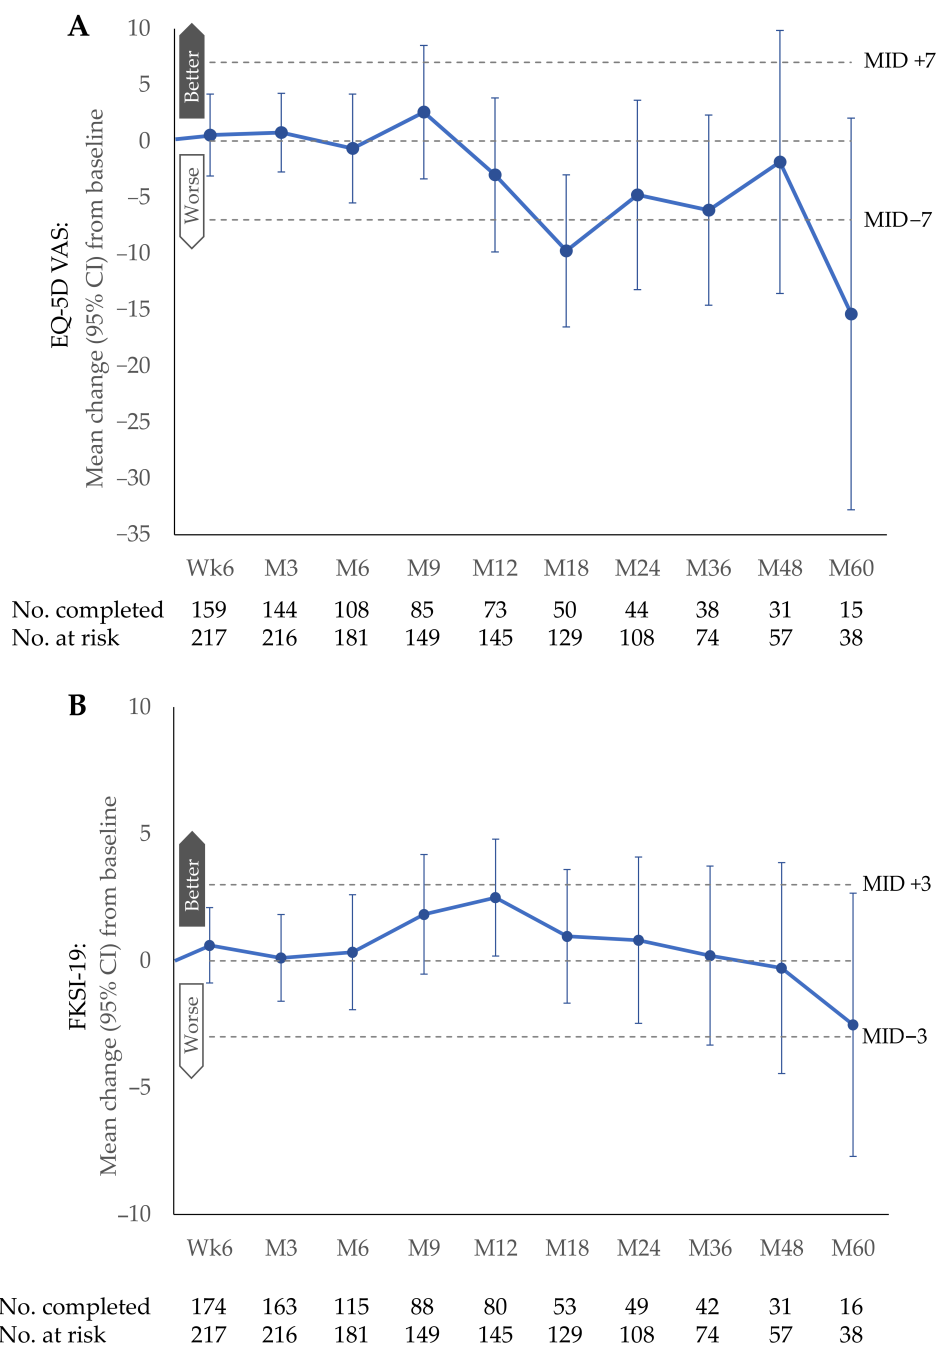 A
10
5
0
–5
–10
–15
–20
–25
–30
–35
EQ-5D VAS:
Mean change (95% CI) from baseline
Better
Worse
MID +7
MID–7
Wk6 M3 M6 M9 M12 M18 M24 M36 M48 M60
No. completed 159 144 108 85 73 50 44 38 31 15
No. at risk 217 216 181 149 145 129 108 74 57 38
B
10
5
0
–5
–10
FKSI-19:
Mean change (95% CI) from baseline
Better
Worse
MID +3
MID–3
Wk6 M3 M6 M9 M12 M18 M24 M36 M48 M60
No. completed 174 163 115 88 80 53 49 42 31 16
No. at risk 217 216 181 149 145 129 108 74 57 38